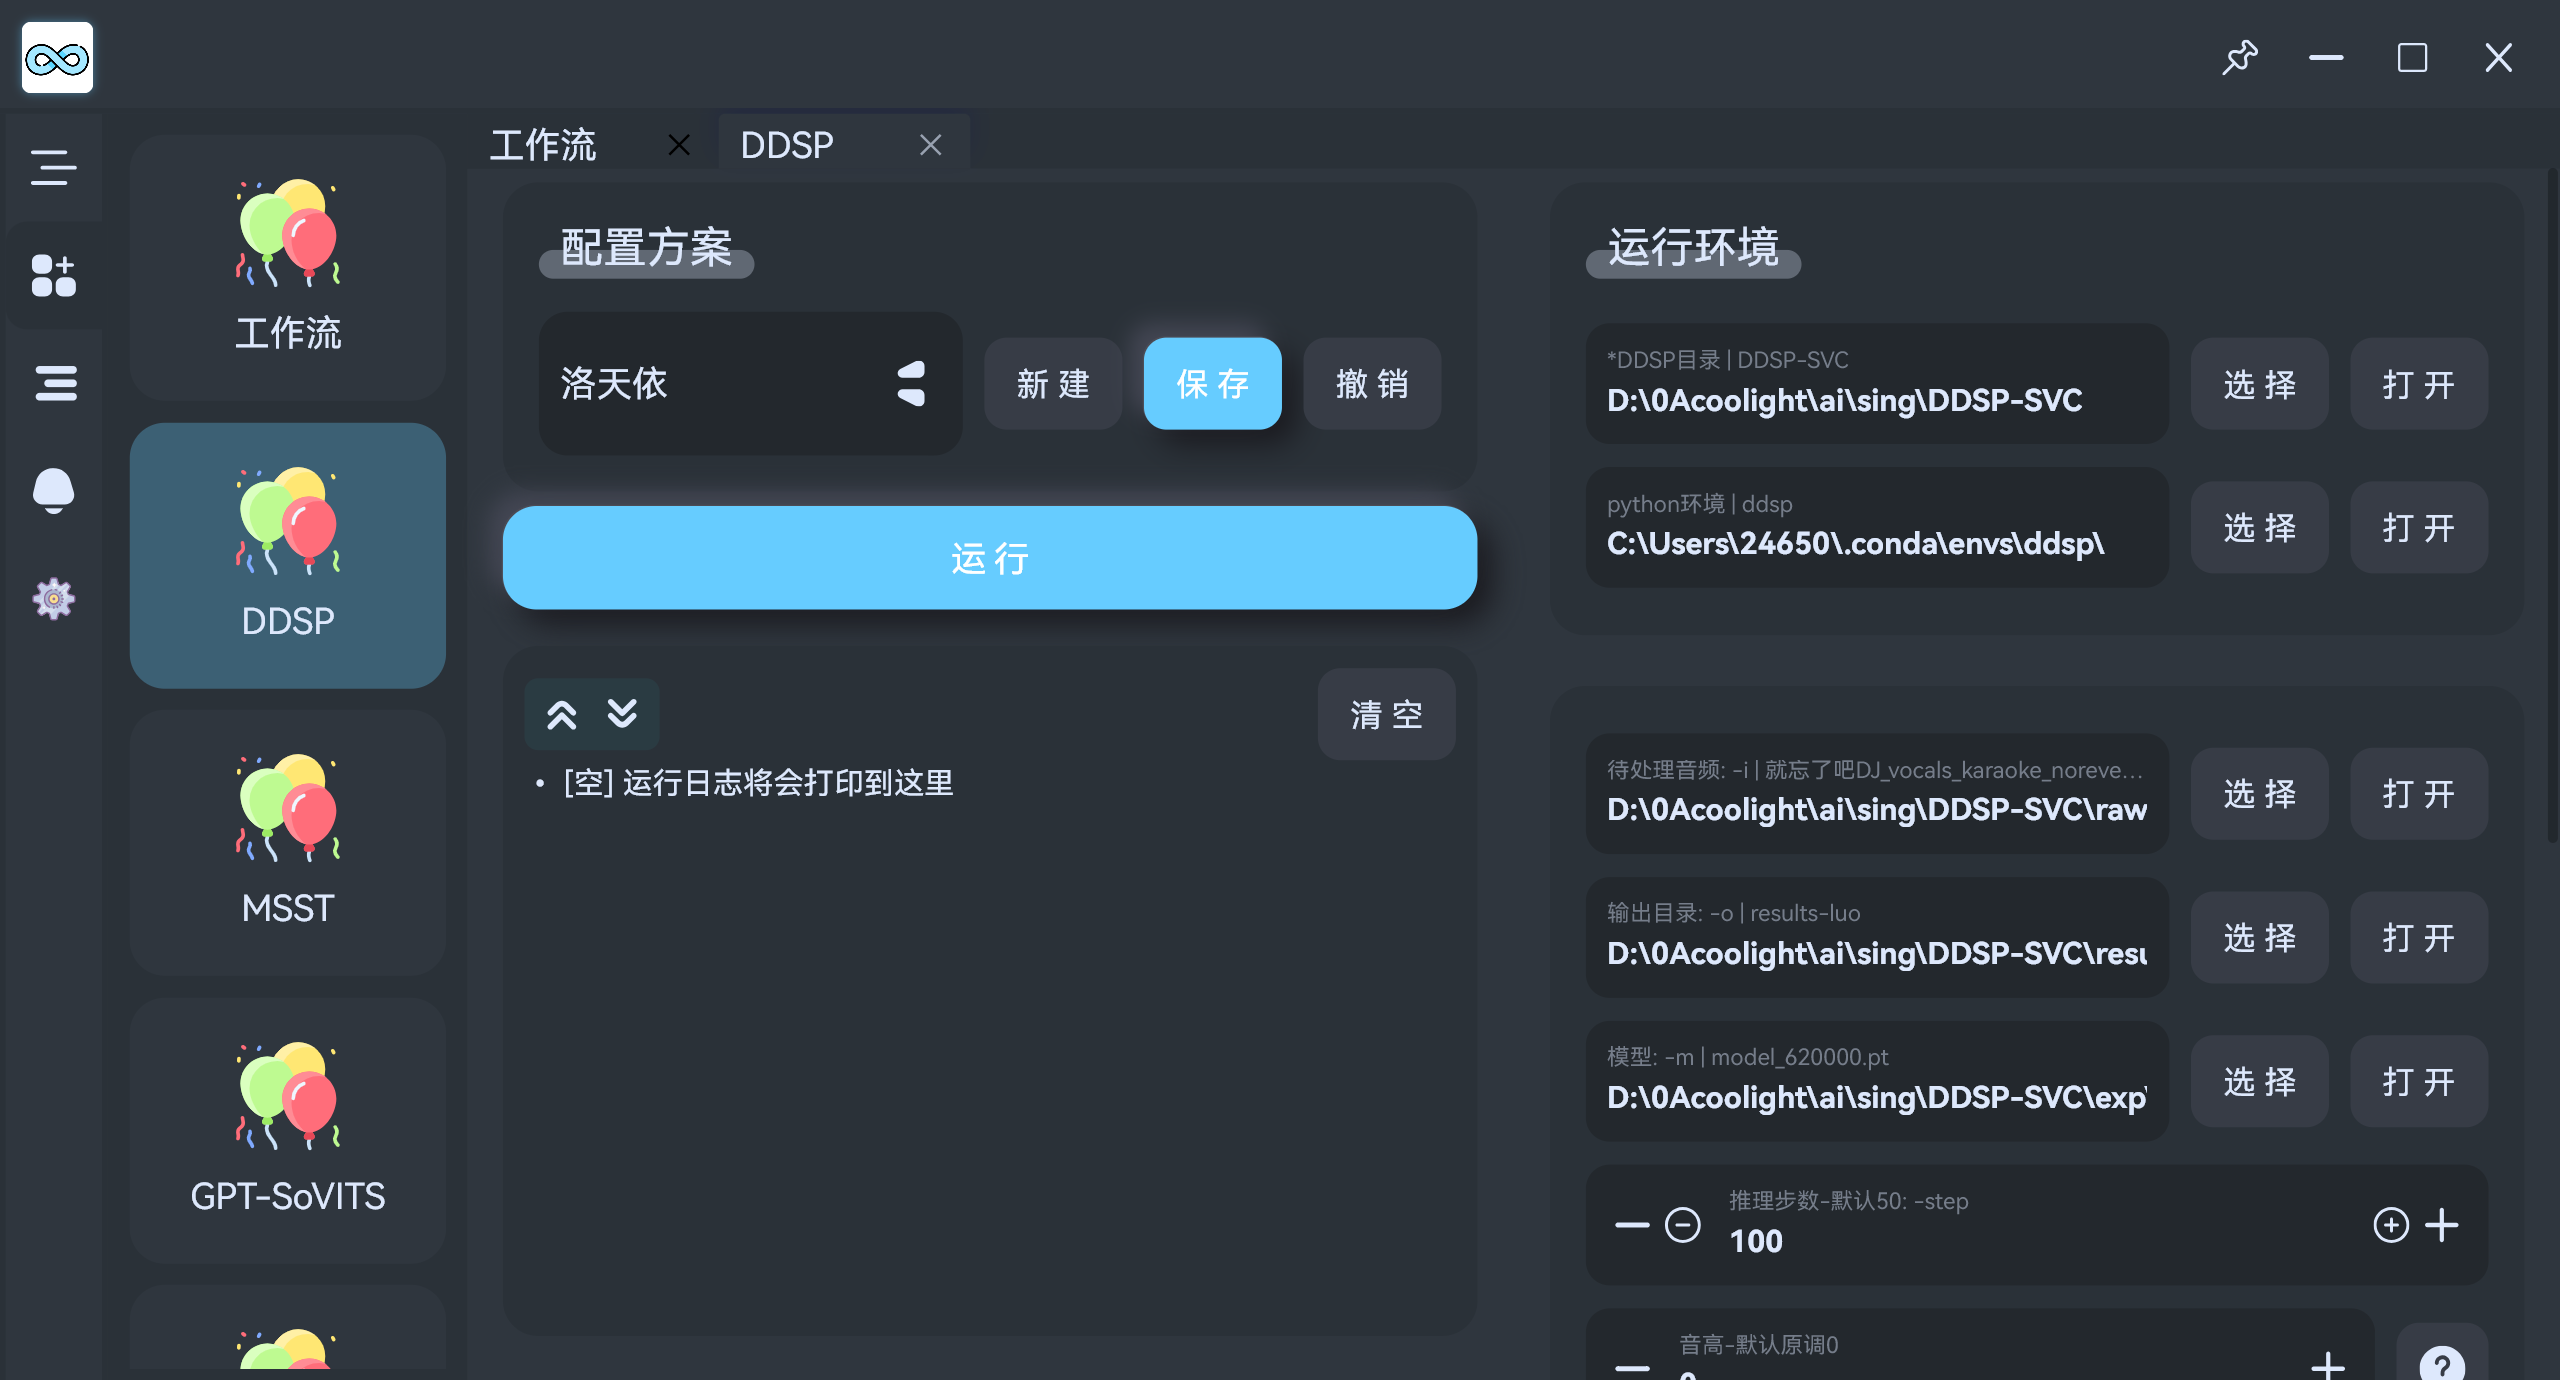 工作流
DDSP
MSST
GPT-SoVITS
工作流
DDSP
配置方案
洛天依
新 建
保 存
撤 销
运 行
清 空
• [空] 运行日志将会打印到这里
运行环境
*DDSP目录 | DDSP-SVC
D:\0Acoolight\ai\sing\DDSP-SVC
选 择
打 开
python环境 | ddsp
C:\Users\24650\.conda\envs\ddsp\
选 择
打 开
待处理音频: -i | 就忘了吧DJ_vocals_karaoke_noreve...
D:\0Acoolight\ai\sing\DDSP-SVC\raw
选 择
打 开
输出目录: -o | results-luo
D:\0Acoolight\ai\sing\DDSP-SVC\resu
选 择
打 开
模型: -m | model_620000.pt
D:\0Acoolight\ai\sing\DDSP-SVC\exp\
选 择
打 开
推理步数-默认50: -step
100
音高-默认原调0
0